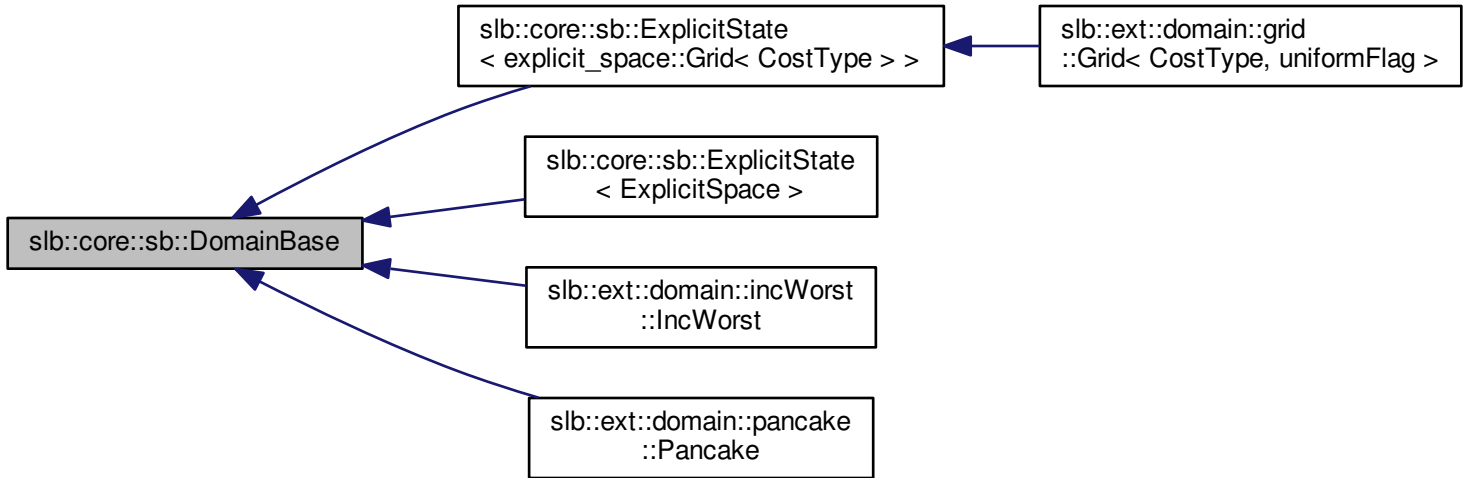 slb::core::sb::ExplicitState
< explicit_space::Grid< CostType > >
slb::ext::domain::grid
::Grid< CostType, uniformFlag >
slb::core::sb::ExplicitState
< ExplicitSpace >
slb::core::sb::DomainBase
slb::ext::domain::incWorst
::IncWorst
slb::ext::domain::pancake
::Pancake